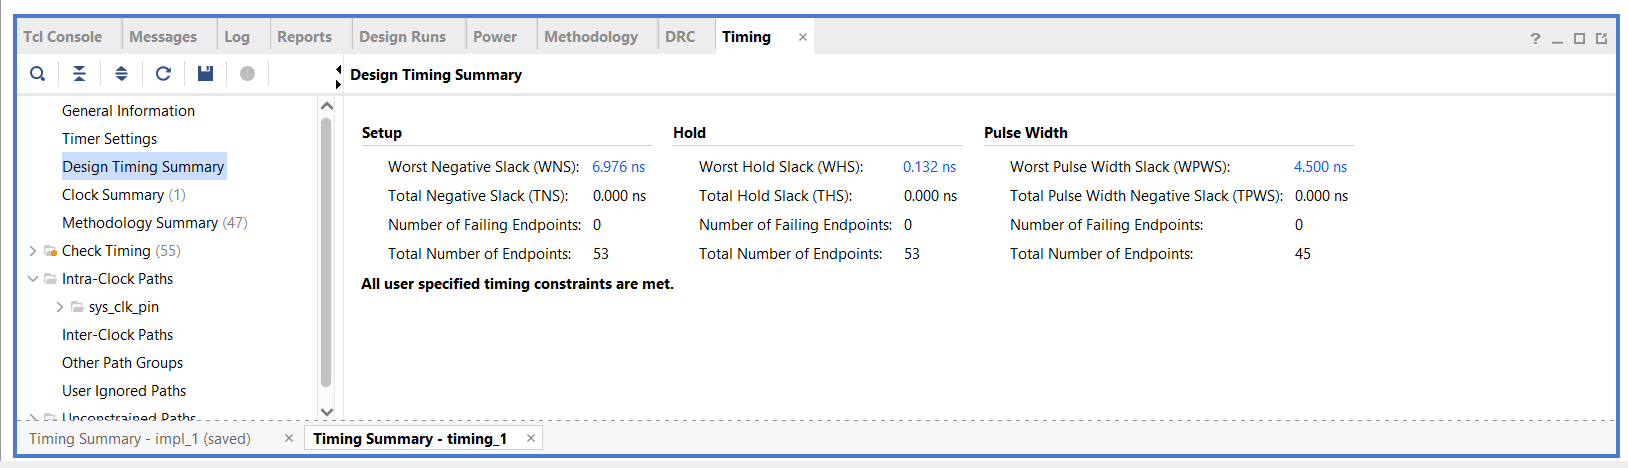 Tcl Console Messages Log Reports Design Runs Power Methodology DRC Timing × ?
Design Timing Summary
General Information
Timer Settings
Design Timing Summary
Clock Summary (1)
Methodology Summary (47)
Check Timing (55)
Intra-Clock Paths
sys_clk_pin
Inter-Clock Paths
Other Path Groups
User Ignored Paths
Unconstrained Paths
Setup Hold Pulse Width
Worst Negative Slack (WNS): 6.976 ns Worst Hold Slack (WHS): 0.132 ns Worst Pulse Width Slack (WPWS): 4.500 ns
Total Negative Slack (TNS): 0.000 ns Total Hold Slack (THS): 0.000 ns Total Pulse Width Negative Slack (TPWS): 0.000 ns
Number of Failing Endpoints: 0 Number of Failing Endpoints: 0 Number of Failing Endpoints: 0
Total Number of Endpoints: 53 Total Number of Endpoints: 53 Total Number of Endpoints: 45
All user specified timing constraints are met.
Timing Summary - impl_1 (saved) × Timing Summary - timing_1 ×